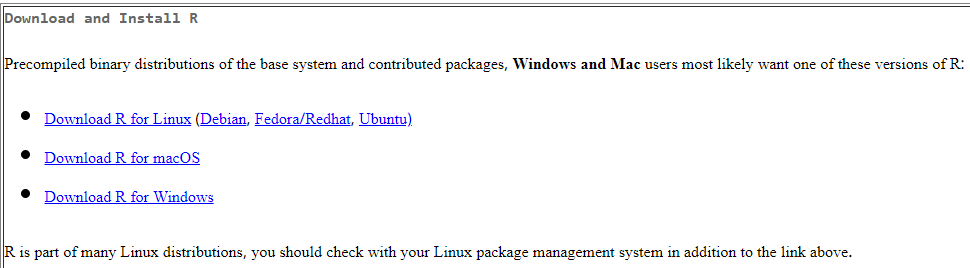 Download and Install R
Precompiled binary distributions of the base system and contributed packages, Windows and Mac users most likely want one of these versions of R:
Download R for Linux (Debian, Fedora/Redhat, Ubuntu)
Download R for macOS
Download R for Windows
R is part of many Linux distributions, you should check with your Linux package management system in addition to the link above.